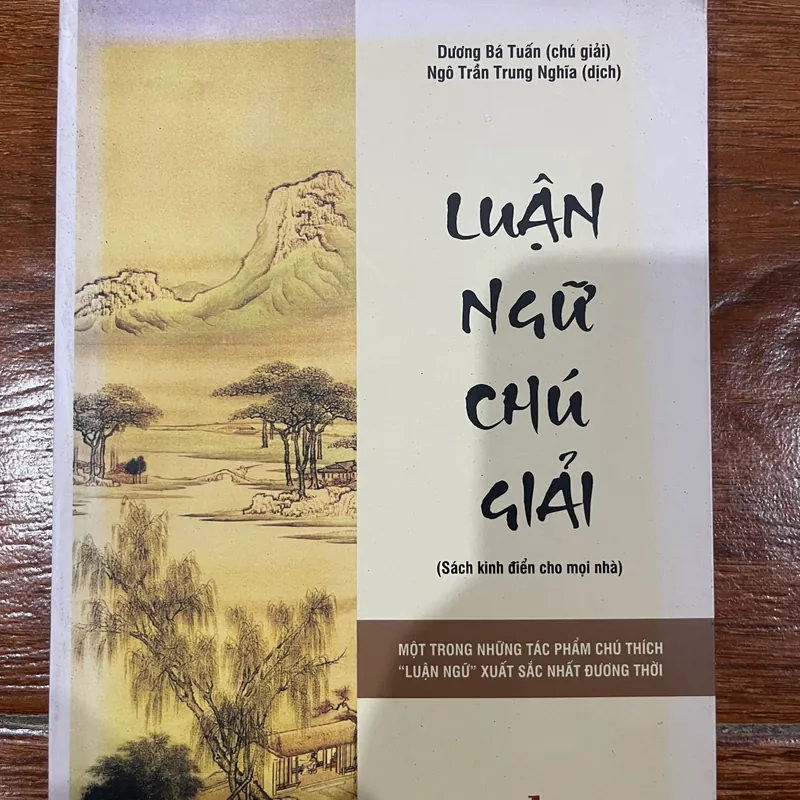 Dương Bá Tuấn (chú giải)
Ngô Trần Trung Nghĩa (dịch)
LUẬN
NGỮ
CHÚ
GIẢI
(Sách kinh điển cho mọi nhà)
MỘT TRONG NHỮNG TÁC PHẨM CHÚ THÍCH
“LUẬN NGỮ” XUẤT SẮC NHẤT ĐƯƠNG THỜI